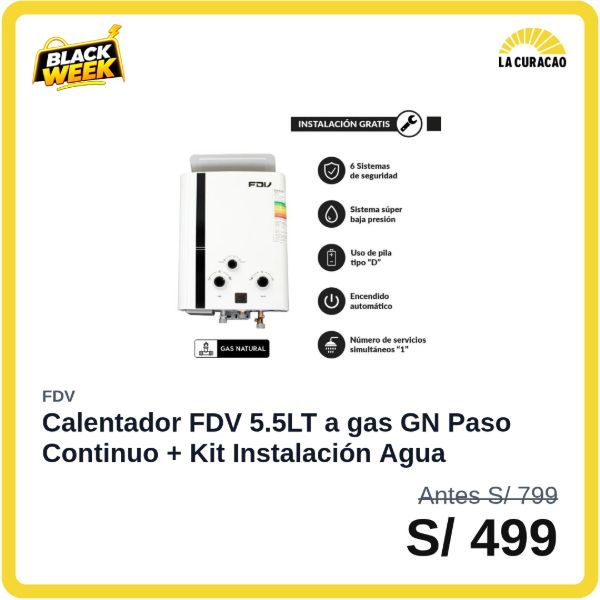 BLACK
WEEK
LA CURACAO
INSTALACIÓN GRATIS
6 Sistemas
de seguridad
FDV
Sistema súper
baja presión
Uso de pila
tipo "D"
Encendido
automático
Número de servicios
simultáneos "1"
GAS NATURAL
FDV
Calentador FDV 5.5LT a gas GN Paso
Continuo + Kit Instalación Agua
Antes S/ 799
S/ 499